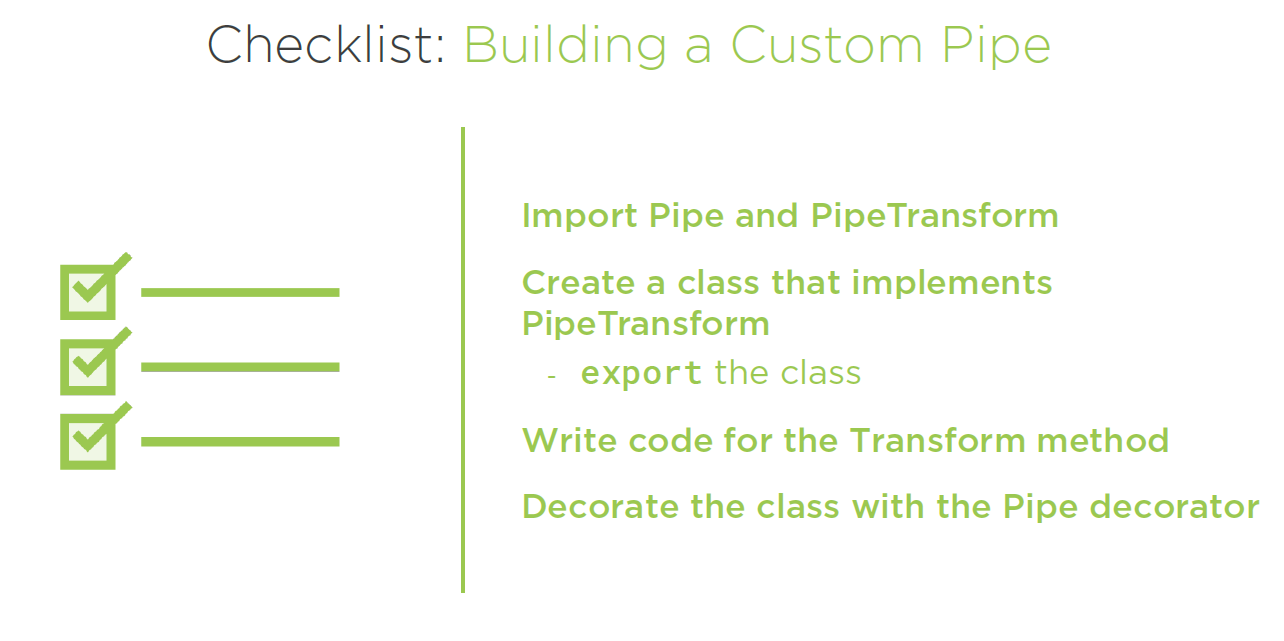 Checklist: Building a Custom Pipe
Import Pipe and PipeTransform
Create a class that implements
PipeTransform
- export the class
Write code for the Transform method
Decorate the class with the Pipe decorator